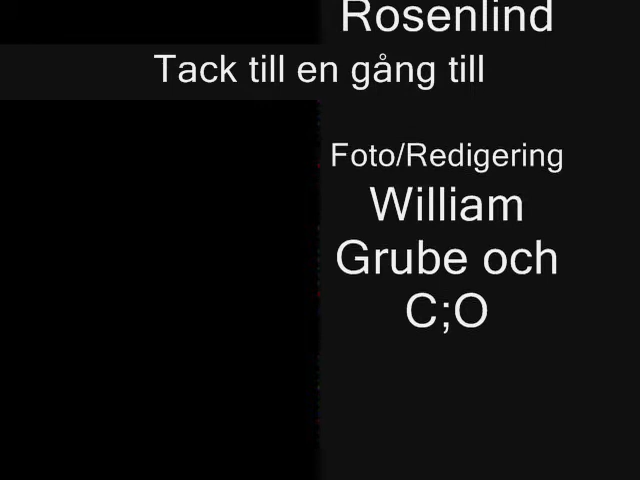 Rosenlind
Tack till en gång till
Foto/Redigering
William
Grube och
C;O